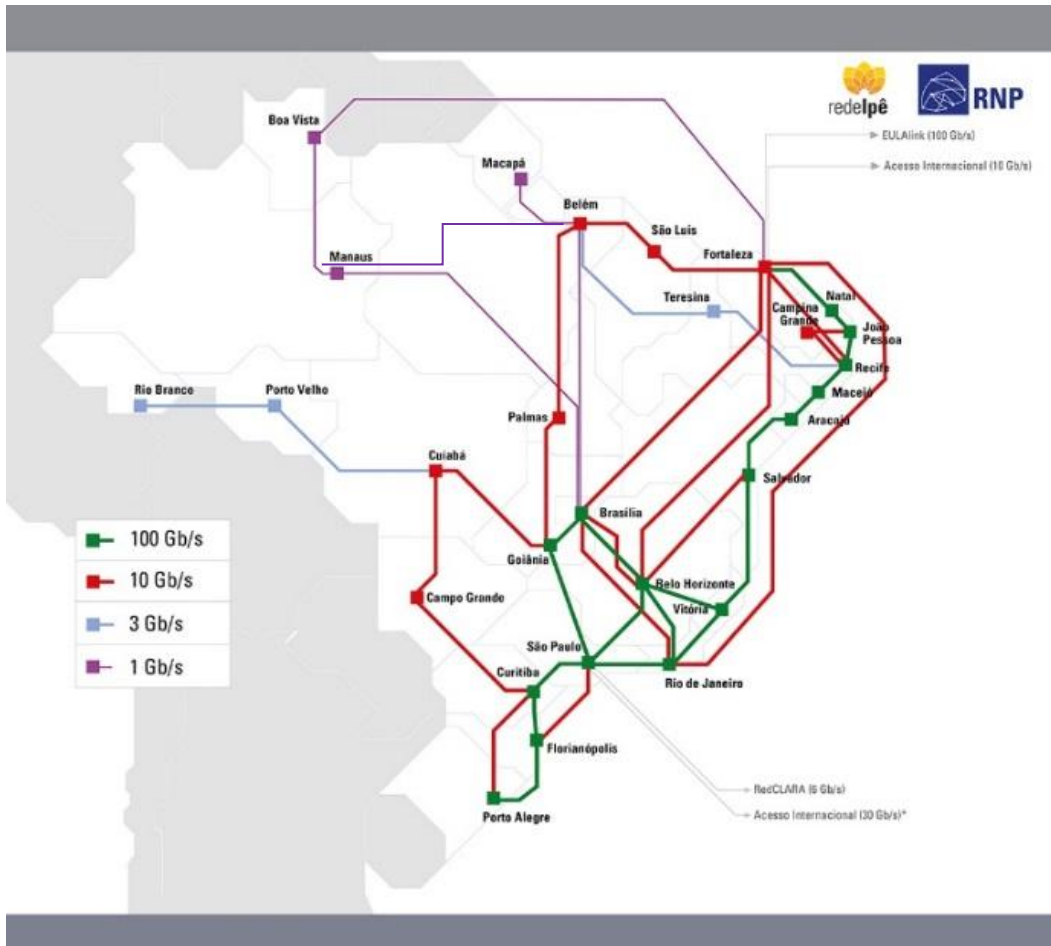 redeIpê
RNP
EULAlink (100 Gb/s)
Acesso Internacional (10 Gb/s)
Boa Vista
Macapá
Belém
São Luis
Fortaleza
Manaus
Teresina
Natal
Campina
Grande
João
Pessoa
Recife
Rio Branco
Porto Velho
Maceió
Palmas
Aracajú
Cuiabá
Salvador
Brasília
Goiânia
100 Gb/s
10 Gb/s
3 Gb/s
1 Gb/s
Belo Horizonte
Campo Grande
Vitória
São Paulo
Curitiba
Rio de Janeiro
Florianópolis
RedCLARA (6 Gb/s)
Acesso Internacional (30 Gb/s)*
Porto Alegre